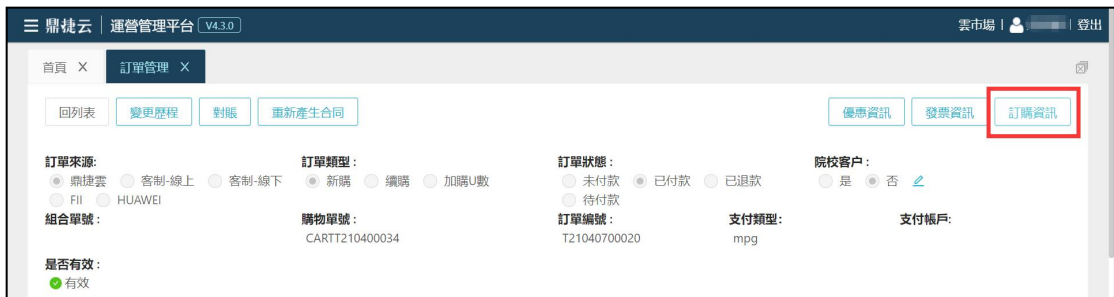 鼎捷云 運營管理平台 V4.3.0 雲市場 登出
首頁 X 訂單管理 X
回列表 變更歷程 對賬 重新產生合同 優惠資訊 發票資訊 訂購資訊
訂單來源: 訂單類型： 訂單狀態： 院校客户：
鼎捷雲 客制-線上 客制-線下 新購 續購 加購U數 未付款 已付款 已退款 是 否
FII HUAWEI 待付款
組合單號： 購物單號： 訂單編號： 支付類型： 支付帳戶:
CARTT210400034 T21040700020 mpg
是否有效：
有效